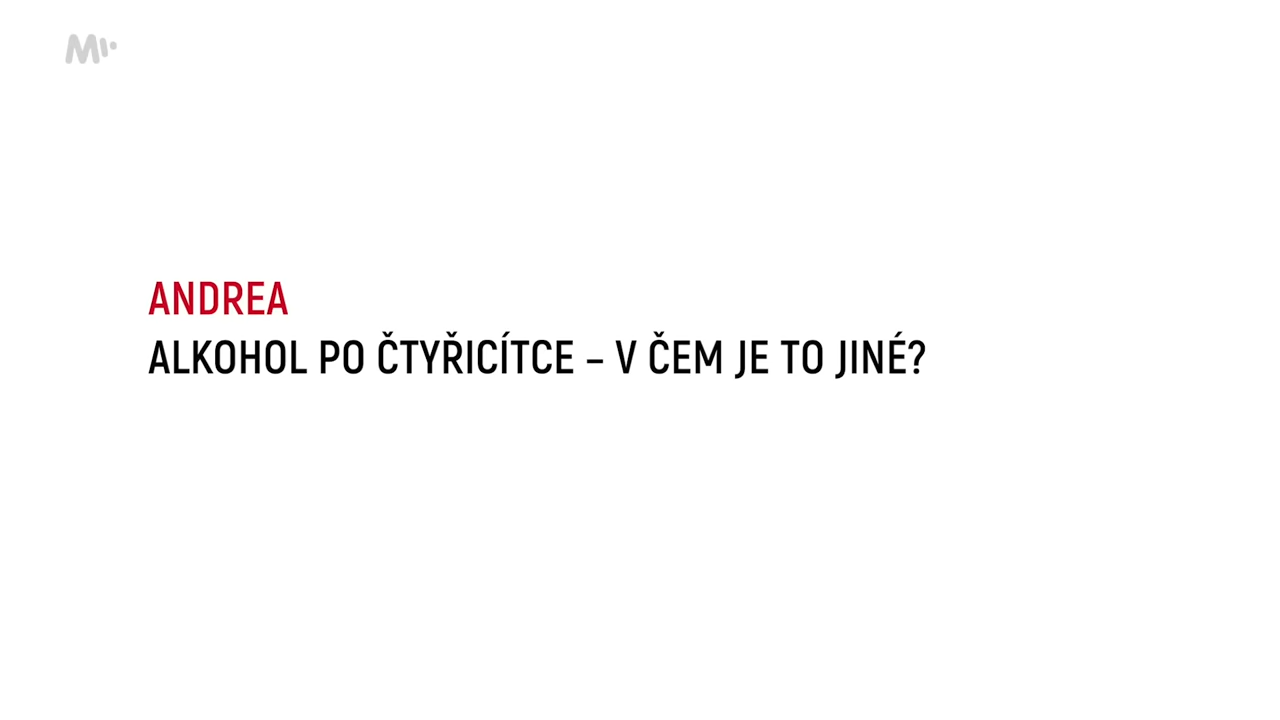 ANDREA
ALKOHOL PO ČTYŘICÍTCE – V ČEM JE TO JINÉ?